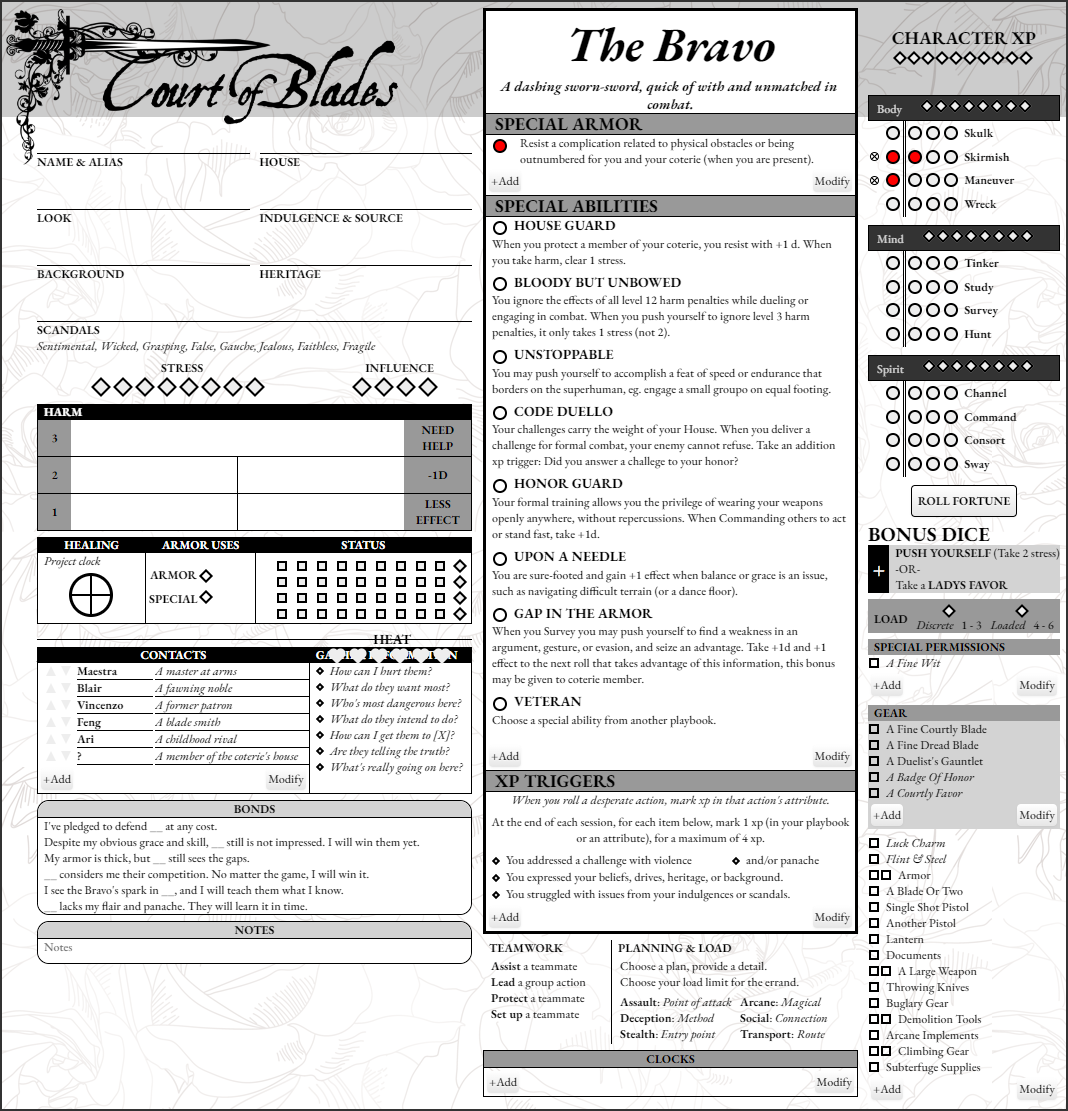 Court of Blades
NAME & ALIAS
HOUSE
LOOK
INDULGENCE & SOURCE
BACKGROUND
HERITAGE
SCANDALS
Sentimental, Wicked, Grasping, False, Gauche, Jealous, Faithless, Fragile
STRESS
INFLUENCE
HARM
3
NEED
HELP
2
-1D
1
LESS
EFFECT
HEALING
ARMOR USES
STATUS
Project clock
ARMOR
SPECIAL
HEAT
CONTACTS
Maestra A master at arms
Blair A fawning noble
Vincenzo A former patron
Feng A blade smith
Ari A childhood rival
? A member of the coterie's house
+Add
Modify
How can I hurt them?
What do they want most?
Who's most dangerous here?
What do they intend to do?
How can I get them to [X]?
Are they telling the truth?
What's really going on here?
BONDS
I've pledged to defend __ at any cost.
Despite my obvious grace and skill, __ still is not impressed. I will win them yet.
My armor is thick, but __ still sees the gaps.
__ considers me their competition. No matter the game, I will win it.
I see the Bravo's spark in __, and I will teach them what I know.
__ lacks my flair and panache. They will learn it in time.
NOTES
Notes
The Bravo
A dashing sworn-sword, quick of with and unmatched in
combat.
SPECIAL ARMOR
Resist a complication related to physical obstacles or being
outnumbered for you and your coterie (when you are present).
+Add
Modify
SPECIAL ABILITIES
HOUSE GUARD
When you protect a member of your coterie, you resist with +1 d. When
you take harm, clear 1 stress.
BLOODY BUT UNBOWED
You ignore the effects of all level 12 harm penalties while dueling or
engaging in combat. When you push yourself to ignore level 3 harm
penalties, it only takes 1 stress (not 2).
UNSTOPPABLE
You may push yourself to accomplish a feat of speed or endurance that
borders on the superhuman, eg. engage a small groupo on equal footing.
CODE DUELLO
Your challenges carry the weight of your House. When you deliver a
challenge for formal combat, your enemy cannot refuse. Take an addition
xp trigger: Did you answer a challege to your honor?
HONOR GUARD
Your formal training allows you the privilege of wearing your weapons
openly anywhere, without repercussions. When Commanding others to act
or stand fast, take +1d.
UPON A NEEDLE
You are sure-footed and gain +1 effect when balance or grace is an issue,
such as navigating difficult terrain (or a dance floor).
GAP IN THE ARMOR
When you Survey you may push yourself to find a weakness in an
argument, gesture, or evasion, and seize an advantage. Take +1d and +1
effect to the next roll that takes advantage of this information, this bonus
may be given to coterie member.
VETERAN
Choose a special ability from another playbook.
+Add
Modify
XP TRIGGERS
When you roll a desperate action, mark xp in that action's attribute.
At the end of each session, for each item below, mark 1 xp (in your playbook
or an attribute), for a maximum of 4 xp.
You addressed a challenge with violence and/or panache
You expressed your beliefs, drives, heritage, or background.
You struggled with issues from your indulgences or scandals.
+Add
Modify
TEAMWORK
Assist a teammate
Lead a group action
Protect a teammate
Set up a teammate
PLANNING & LOAD
Choose a plan, provide a detail.
Choose your load limit for the errand.
Assault: Point of attack Arcane: Magical
Deception: Method Social: Connection
Stealth: Entry point Transport: Route
CLOCKS
+Add
Modify
CHARACTER XP
Body
Skulk
Skirmish
Maneuver
Wreck
Mind
Tinker
Study
Survey
Hunt
Spirit
Channel
Command
Consort
Sway
ROLL FORTUNE
BONUS DICE
+
PUSH YOURSELF (Take 2 stress)
-OR-
Take a LADYS FAVOR
LOAD Discrete 1 - 3 Loaded 4 - 6
SPECIAL PERMISSIONS
A Fine Wit
+Add
Modify
GEAR
A Fine Courtly Blade
A Fine Dread Blade
A Duelist's Gauntlet
A Badge Of Honor
A Courtly Favor
+Add
Modify
Luck Charm
Flint & Steel
Armor
A Blade Or Two
Single Shot Pistol
Another Pistol
Lantern
Documents
A Large Weapon
Throwing Knives
Buglary Gear
Demolition Tools
Arcane Implements
Climbing Gear
Subterfuge Supplies
+Add
Modify